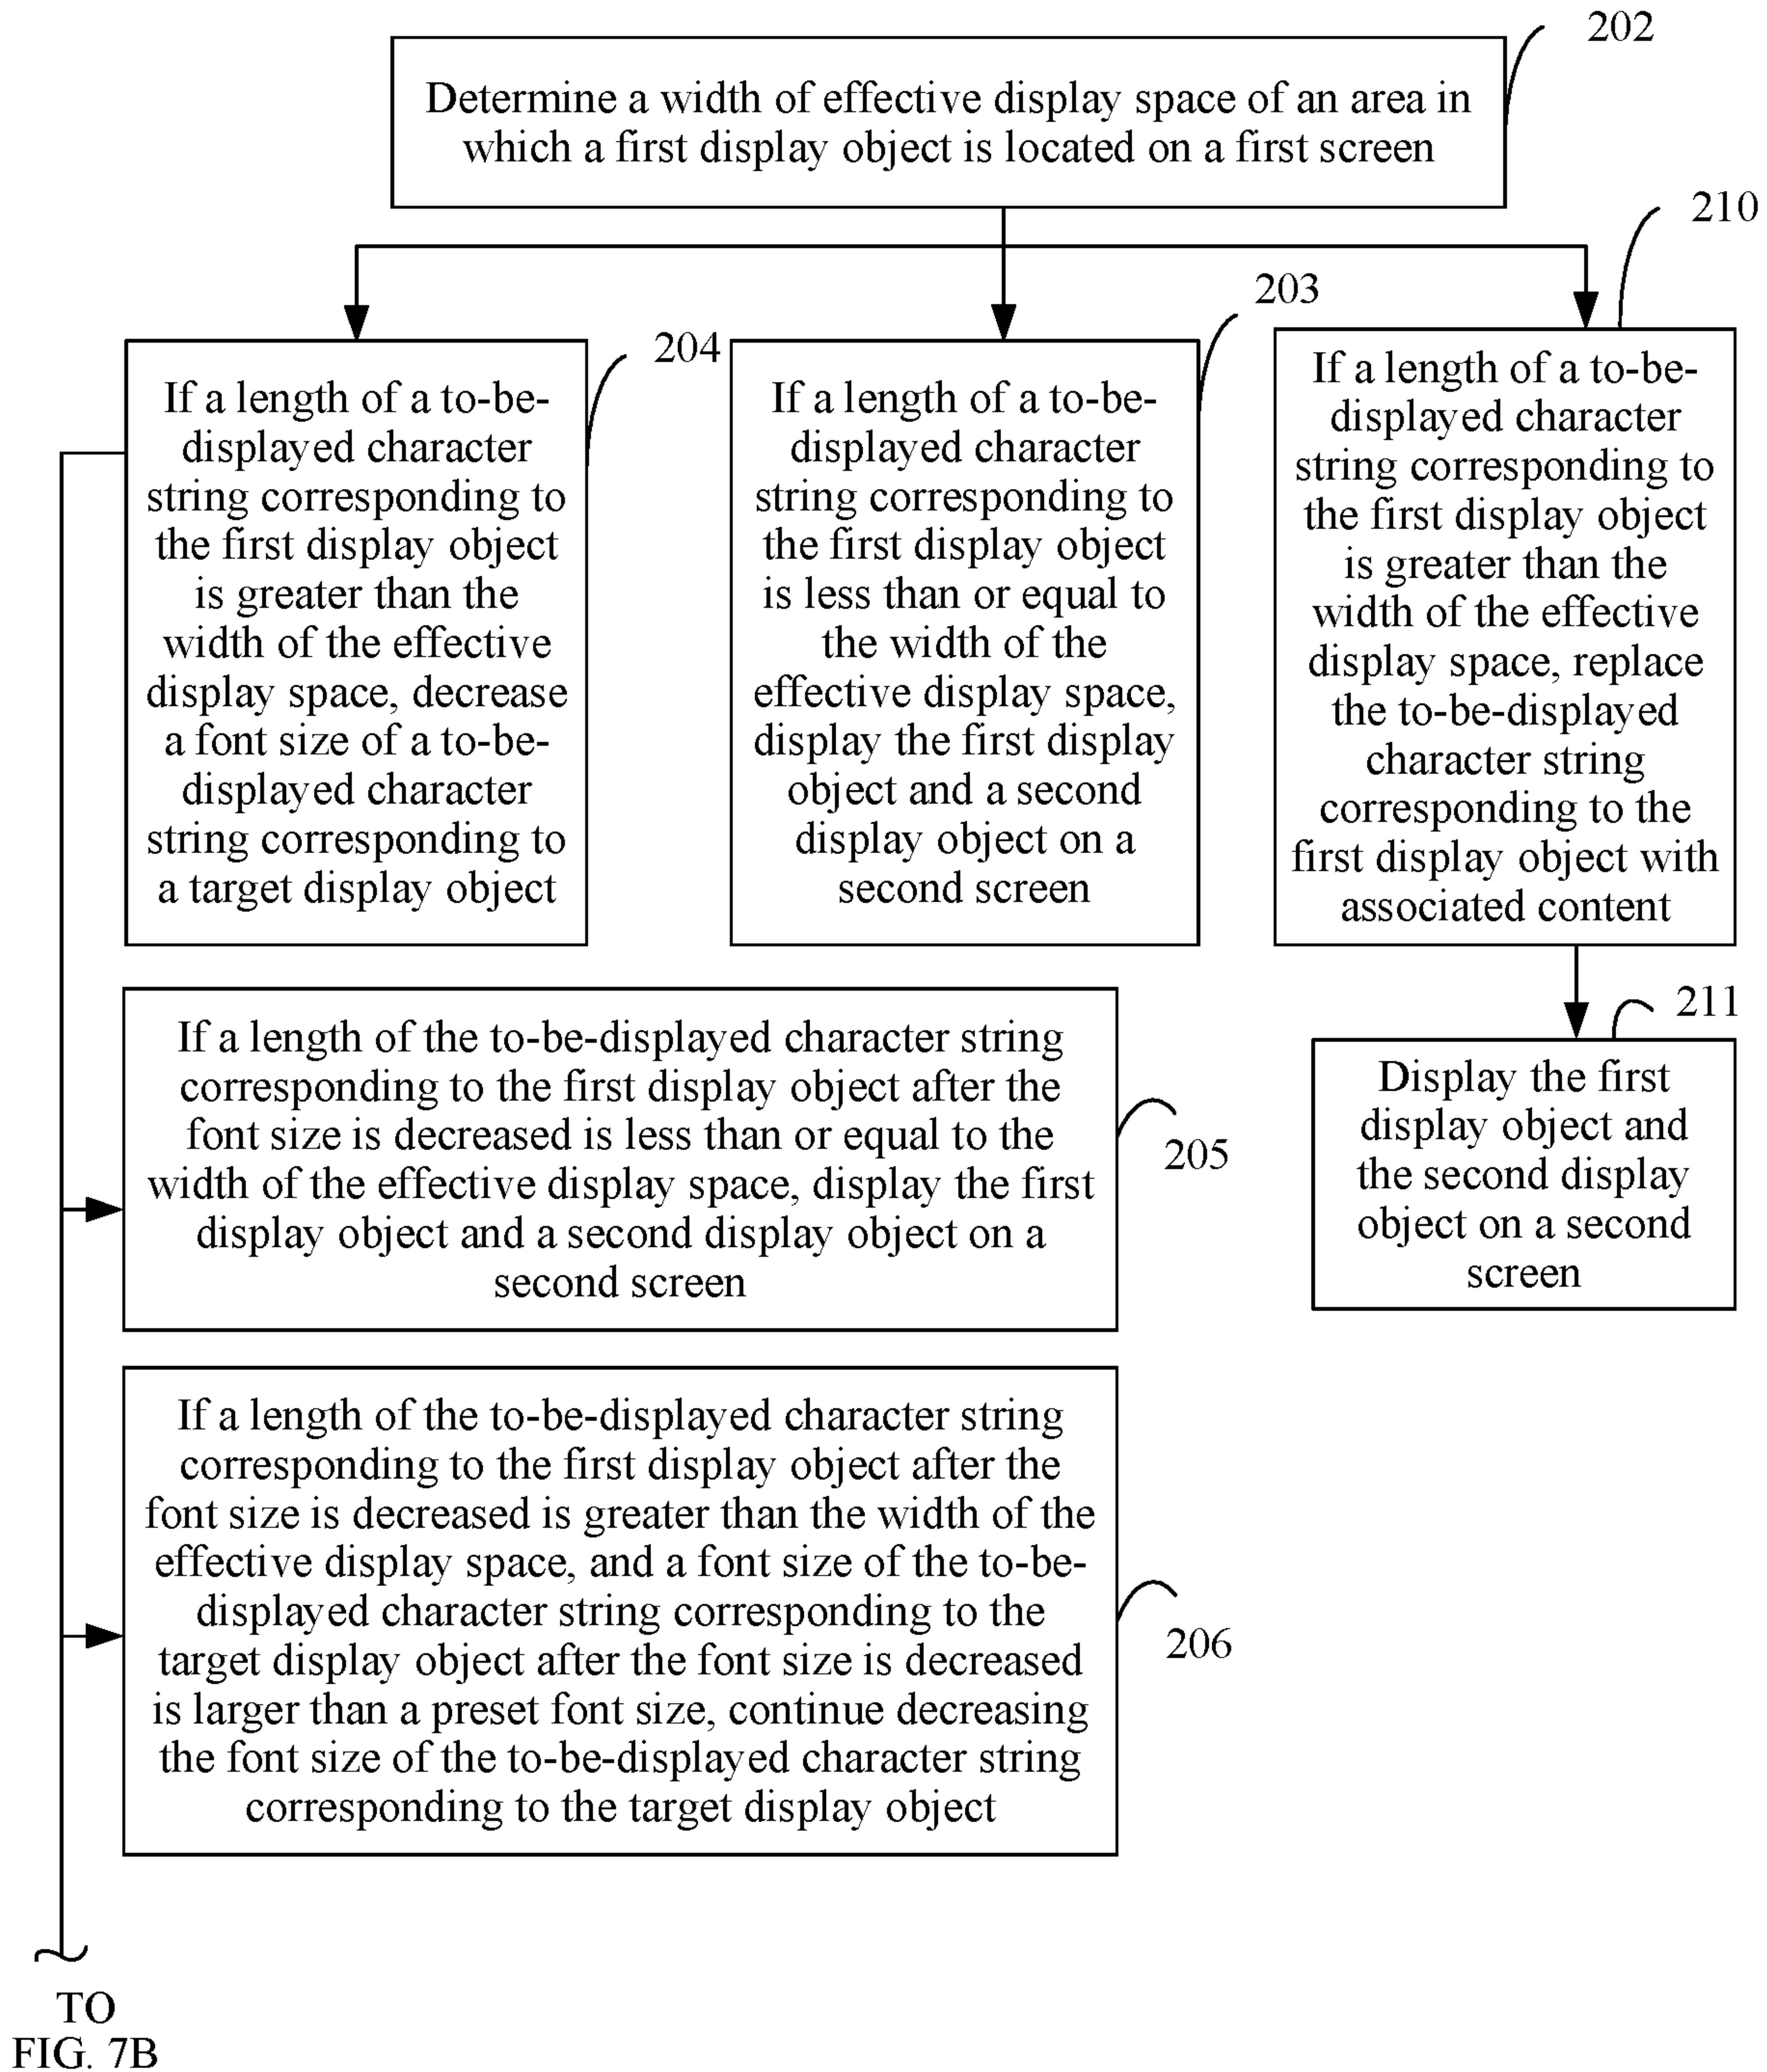 202
Determine a width of effective display space of an area in
which a first display object is located on a first screen
210
203
204
If a length of a to-be-
displayed character
string corresponding to
the first display object
is greater than the
width of the effective
display space, decrease
a font size of a to-be-
displayed character
string corresponding to
a target display object
If a length of a to-be-
displayed character
string corresponding to
the first display object
is less than or equal to
the width of the
effective display space,
display the first display
object and a second
display object on a
second screen
If a length of a to-be-
displayed character
string corresponding to
the first display object
is greater than the
width of the effective
display space, replace
the to-be-displayed
character string
corresponding to the
first display object with
associated content
211
Display the first
display object and
the second display
object on a second
screen
If a length of the to-be-displayed character string
corresponding to the first display object after the
font size is decreased is less than or equal to the
width of the effective display space, display the first
display object and a second display object on a
second screen
205
If a length of the to-be-displayed character string
corresponding to the first display object after the
font size is decreased is greater than the width of the
effective display space, and a font size of the to-be-
displayed character string corresponding to the
target display object after the font size is decreased
is larger than a preset font size, continue decreasing
the font size of the to-be-displayed character string
corresponding to the target display object
206
TO
FIG. 7B